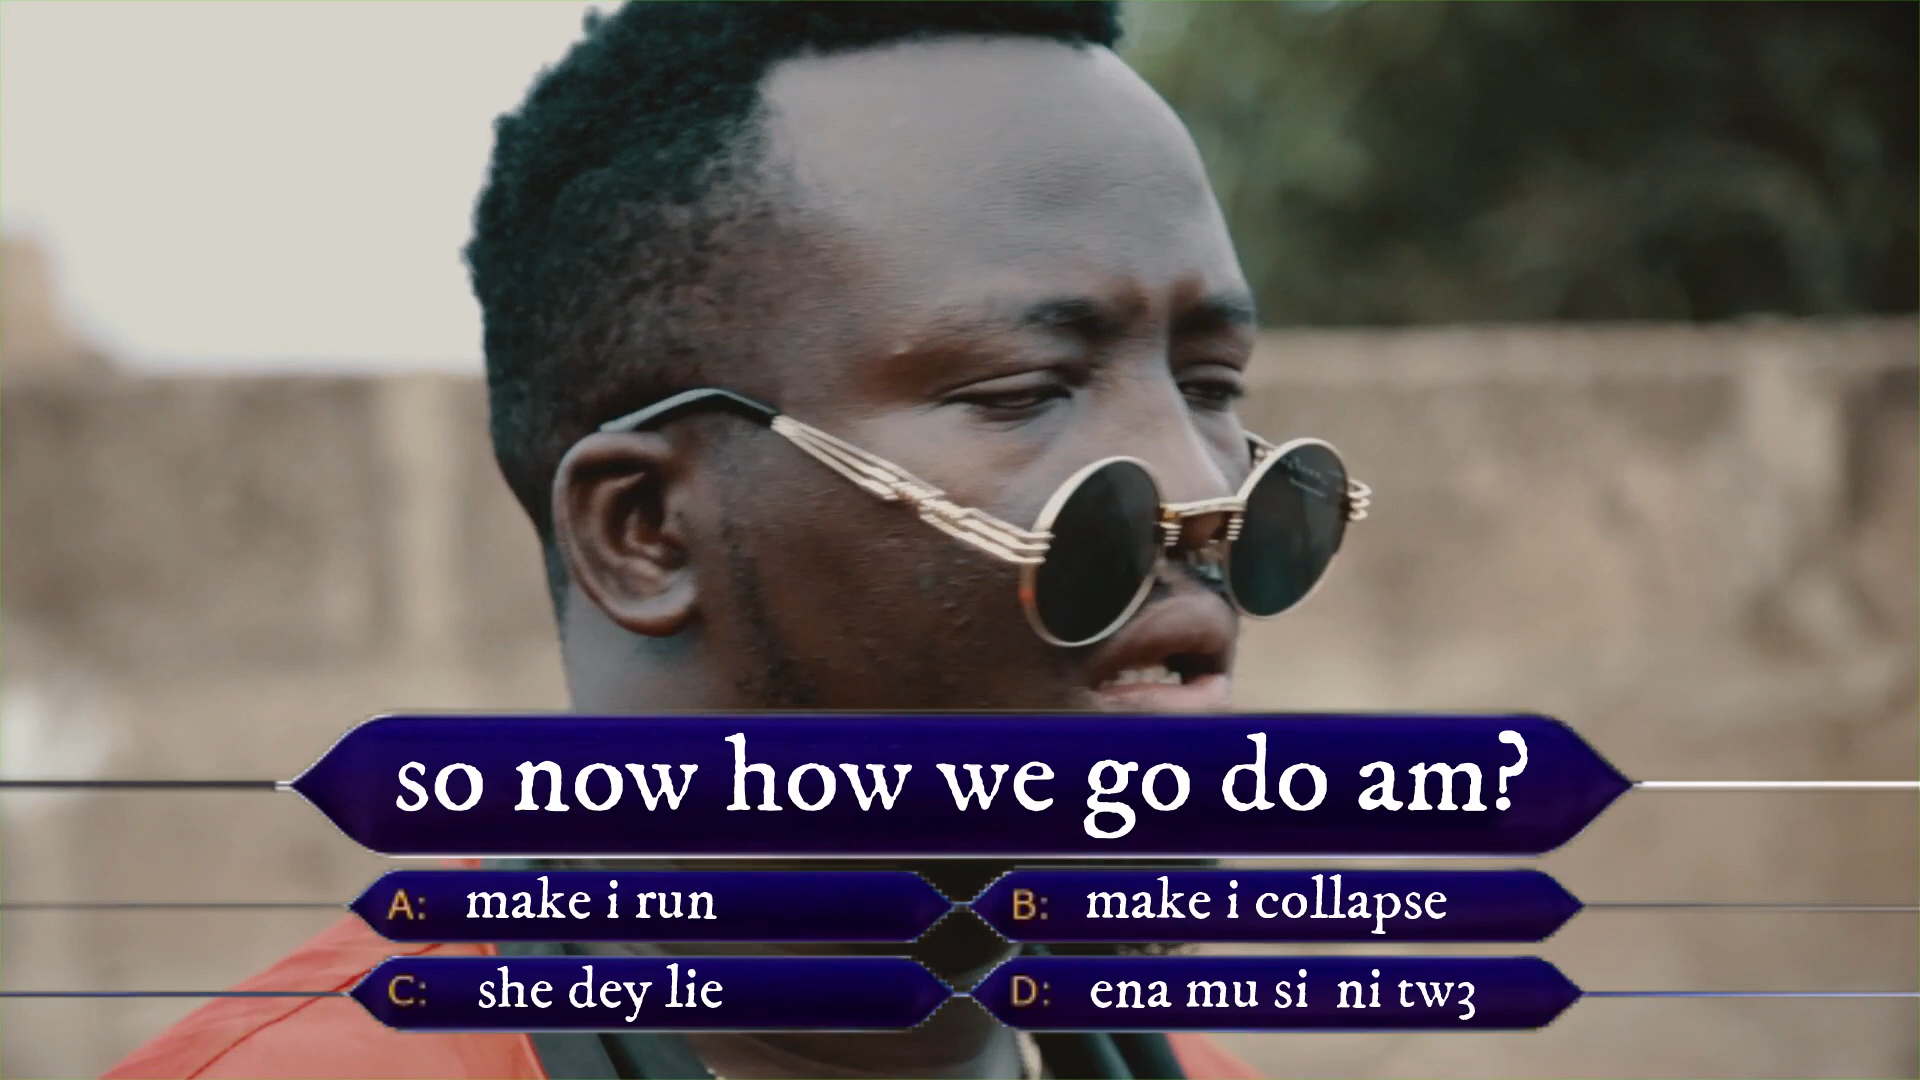 so now how we go do am?
A: make i run
B: make i collapse
C: she dey lie
D: ena mu si ni tw3